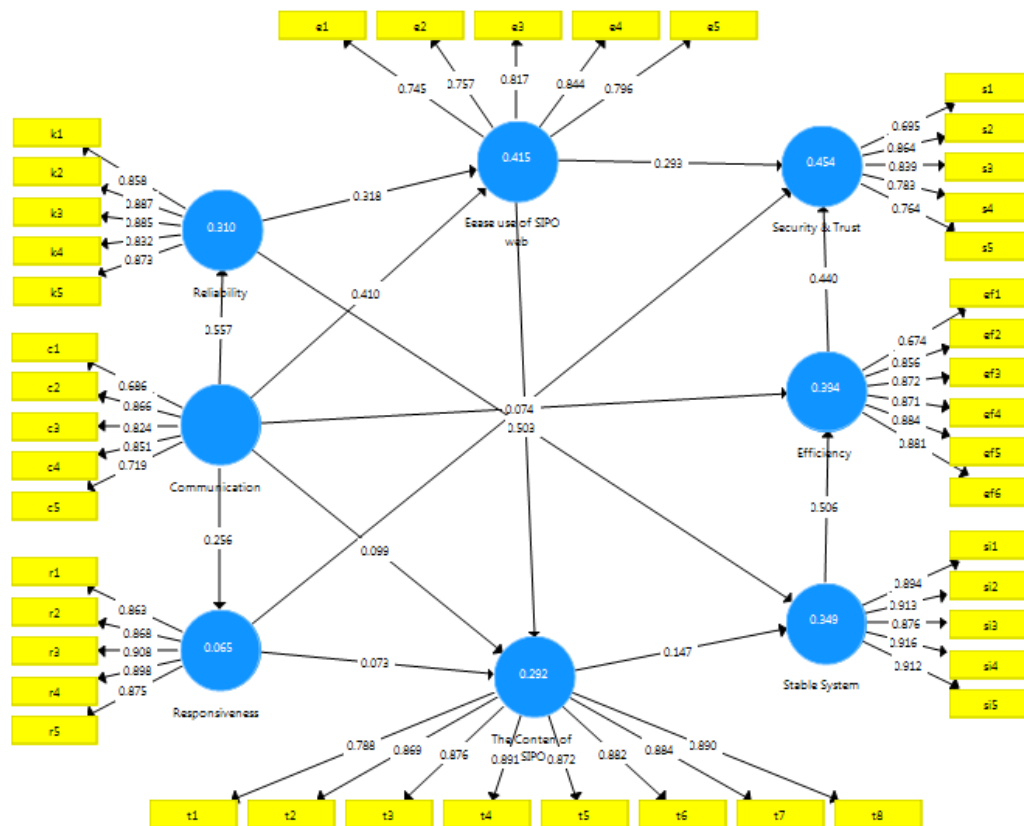 e1 e2 e3 e4 e5
0.745 0.757 0.817 0.844 0.796
k1
k2
k3
k4
k5
0.858
0.887
0.885
0.832
0.873
0.310
Reliability
0.318
0.415
Eease use of SIPO
web
0.293
0.454
Security & Trust
s1
s2
s3
s4
s5
0.695
0.864
0.839
0.783
0.764
0.557
0.410
0.440
c1
c2
c3
c4
c5
0.686
0.866
0.824
0.851
0.719
Communication
0.074
0.503
0.394
Efficiency
ef1
ef2
ef3
ef4
ef5
ef6
0.674
0.856
0.872
0.871
0.884
0.881
0.256
0.099
0.506
r1
r2
r3
r4
r5
0.863
0.868
0.908
0.898
0.875
0.065
Responsiveness
0.073
0.292
The Conten of
SIPO
0.147
0.349
Stable System
si1
si2
si3
si4
si5
0.894
0.913
0.876
0.916
0.912
0.788 0.869 0.876 0.891 0.872 0.882 0.884 0.890
t1 t2 t3 t4 t5 t6 t7 t8